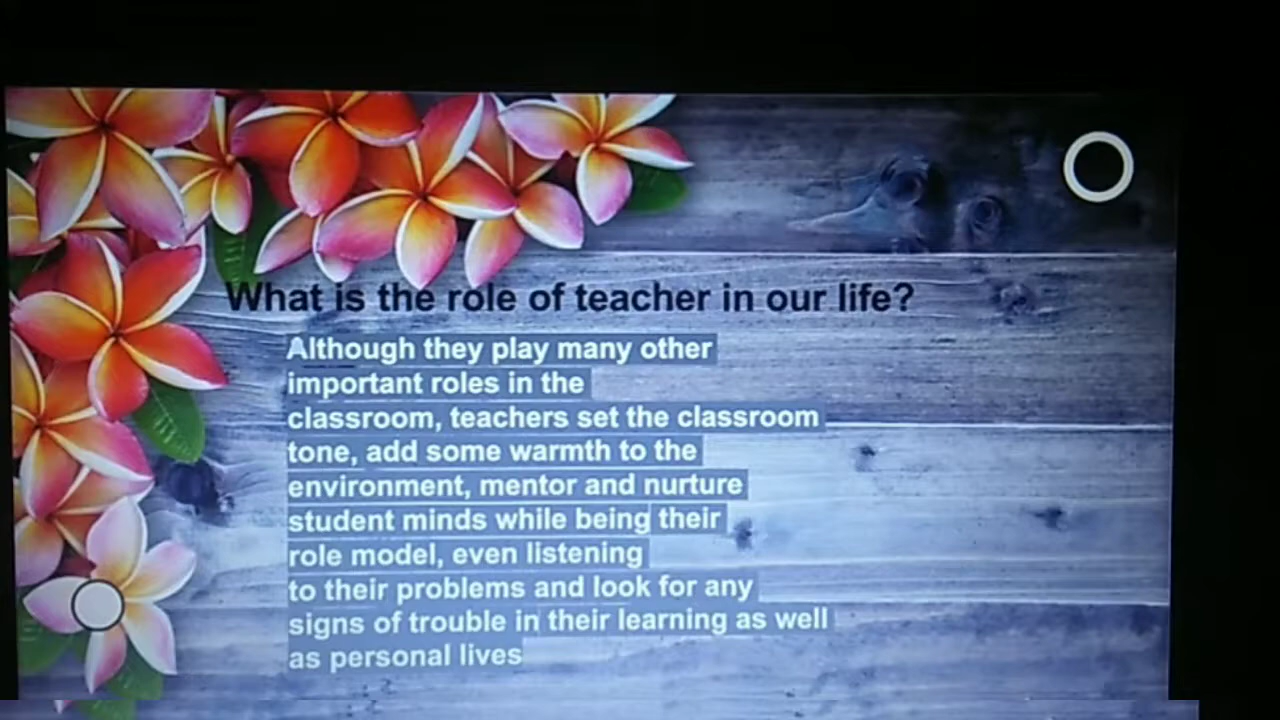 What is the role of teacher in our life?
Although they play many other
important roles in the
classroom, teachers set the classroom
tone, add some warmth to the
environment, mentor and nurture
student minds while being their
role model, even listening
to their problems and look for any
signs of trouble in their learning as well
as personal lives